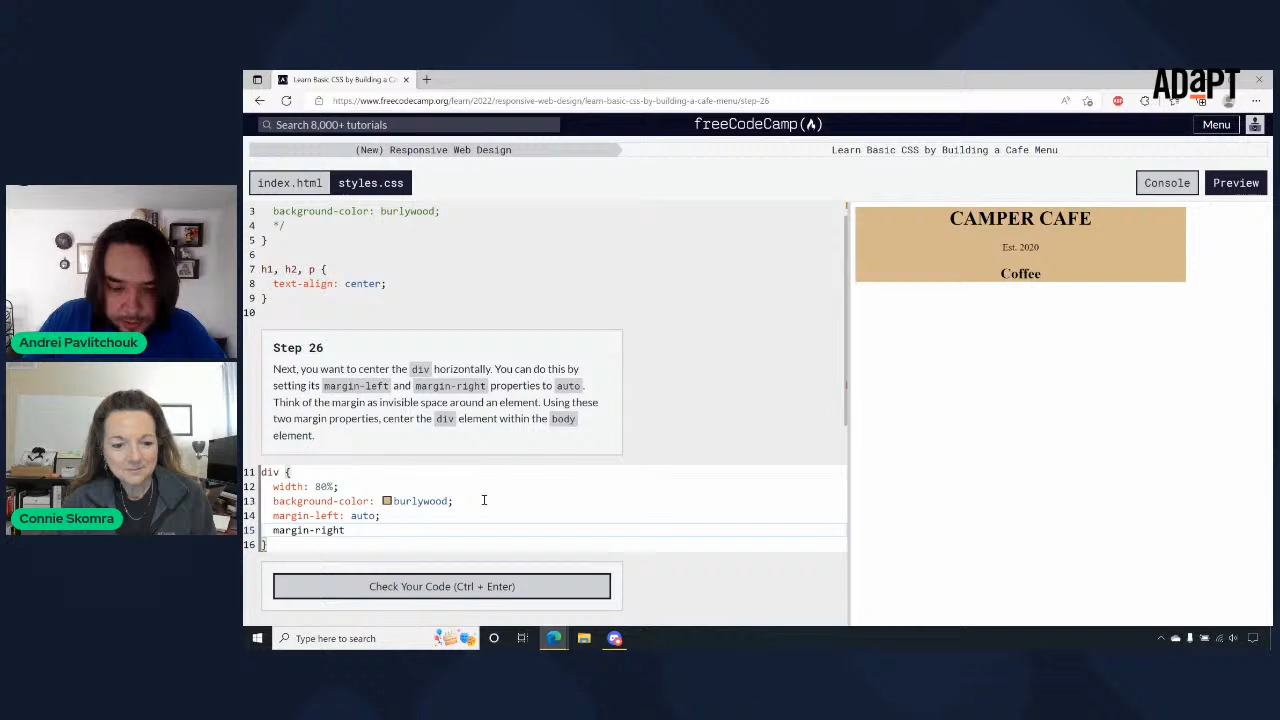 ADaPT
Learn Basic CSS by Building a Ca
https://www.freecodecamp.org/learn/2022/responsive-web-design/learn-basic-css-by-building-a-cafe-menu/step-26
Search 8,000+ tutorials
freeCodeCamp
Menu
(New) Responsive Web Design
Learn Basic CSS by Building a Cafe Menu
index.html
styles.css
Console
Preview
3 background-color: burlywood;
4 */
5 }
6
7 h1, h2, p {
8 text-align: center;
9 }
10
Step 26
Next, you want to center the div horizontally. You can do this by
setting its margin-left and margin-right properties to auto.
Think of the margin as invisible space around an element. Using these
two margin properties, center the div element within the body
element.
11 div {
12 width: 80%;
13 background-color: burlywood;
14 margin-left: auto;
15 margin-right
16 }
Check Your Code (Ctrl + Enter)
CAMPER CAFE
Est. 2020
Coffee
Andrei Pavlitchouk
Connie Skomra
Type here to search